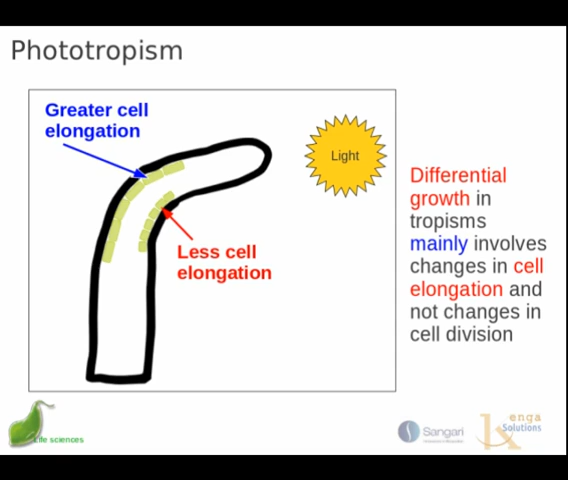 Phototropism
Greater cell
elongation
Light
Differential
growth in
tropisms
mainly involves
changes in cell
elongation and
not changes in
cell division
Less cell
elongation
Life sciences
Sangari
enga
Solutions